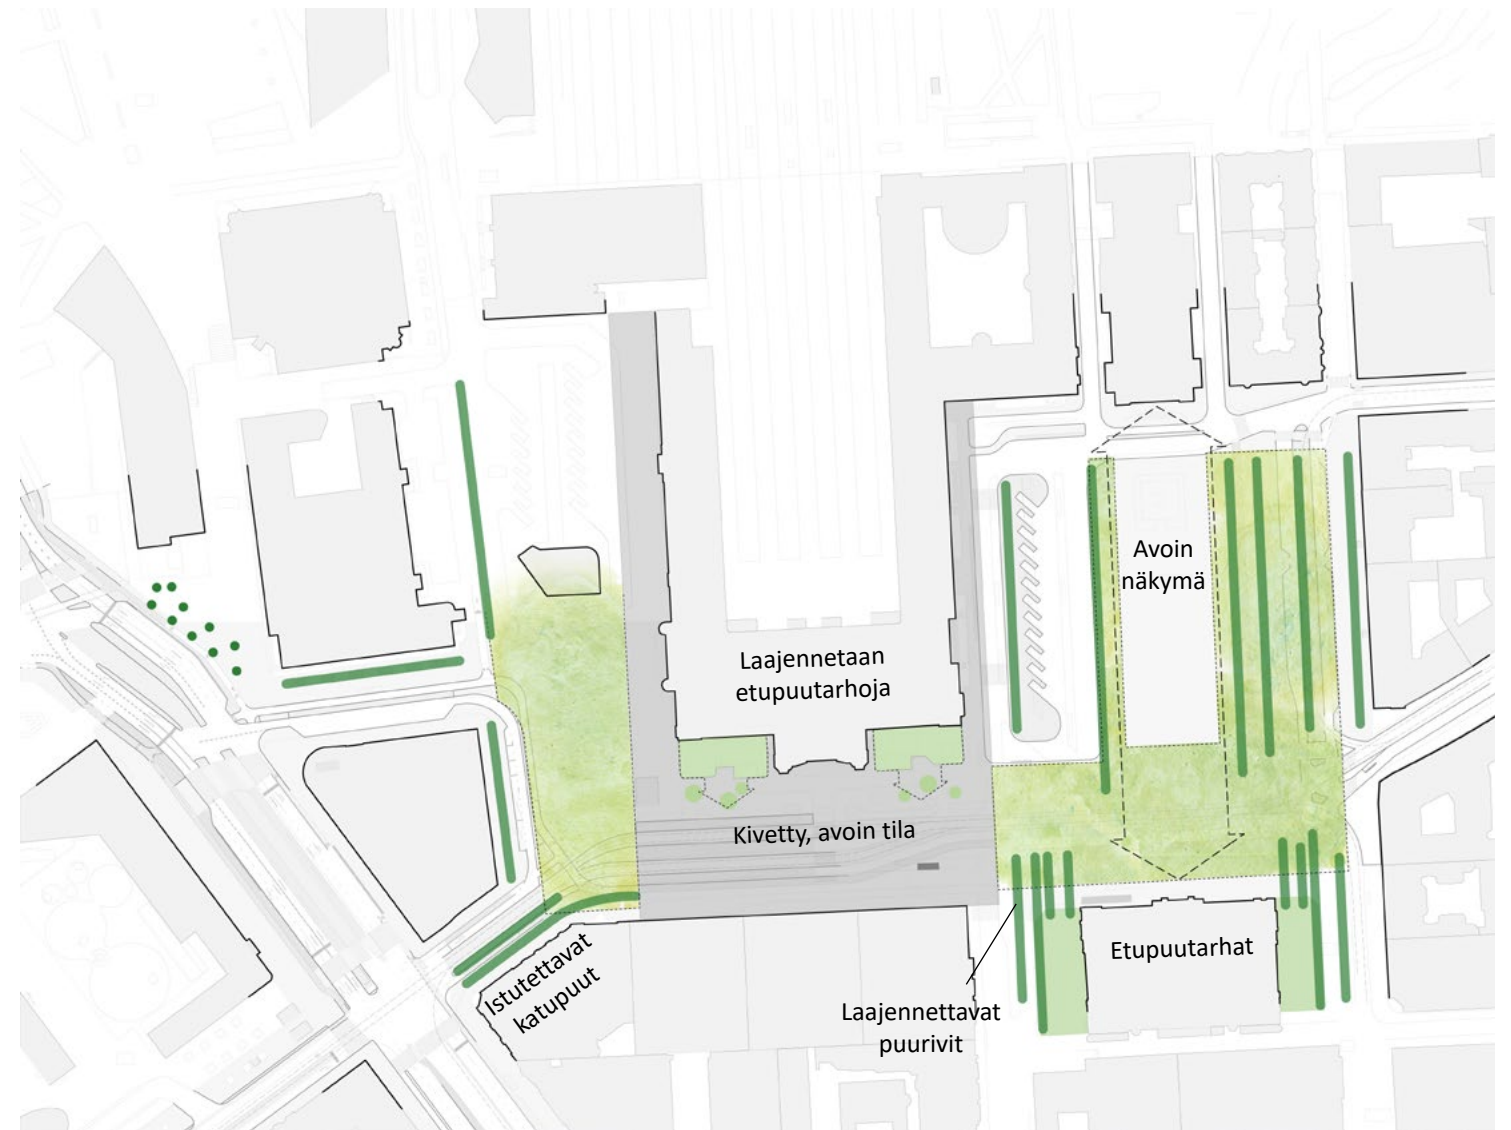 Avoin
näkymä
Laajennetaan
etupuutarhoja
Kivetty, avoin tila
Istutettavat
katupuut
Etupuutarhat
Laajennettavat
puurivit